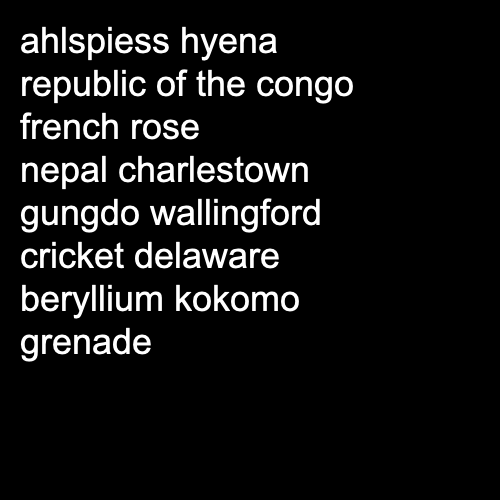 ahlspiess hyena
republic of the congo
french rose
nepal charlestown
gungdo wallingford
cricket delaware
beryllium kokomo
grenade